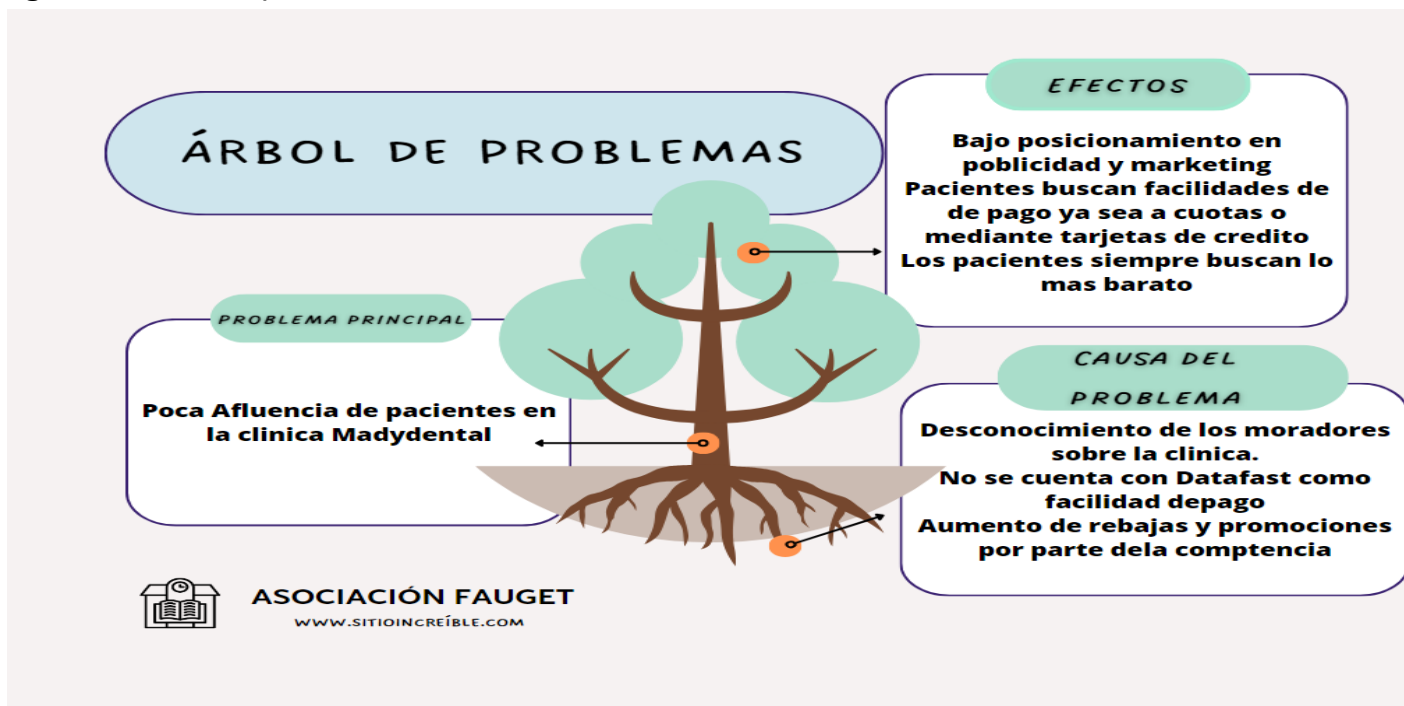 ÁRBOL DE PROBLEMAS
EFECTOS
Bajo posicionamiento en
poblicidad y marketing
Pacientes buscan facilidades de
de pago ya sea a cuotas o
mediante tarjetas de credito
Los pacientes siempre buscan lo
mas barato
PROBLEMA PRINCIPAL
Poca Afluencia de pacientes en
la clinica Madydental
CAUSA DEL
PROBLEMA
Desconocimiento de los moradores
sobre la clinica.
No se cuenta con Datafast como
facilidad depago
Aumento de rebajas y promociones
por parte dela comptencia
ASOCIACIÓN FAUGET
WWW.SITIOINCREÍBLE.COM